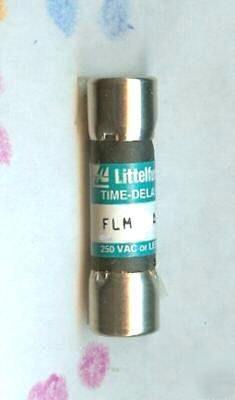 Littelfu
TIME-DELA
FLM
250 VAC or LE